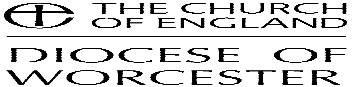 THE CHURCH
OF ENGLAND
DIOCESE OF
WORCESTER